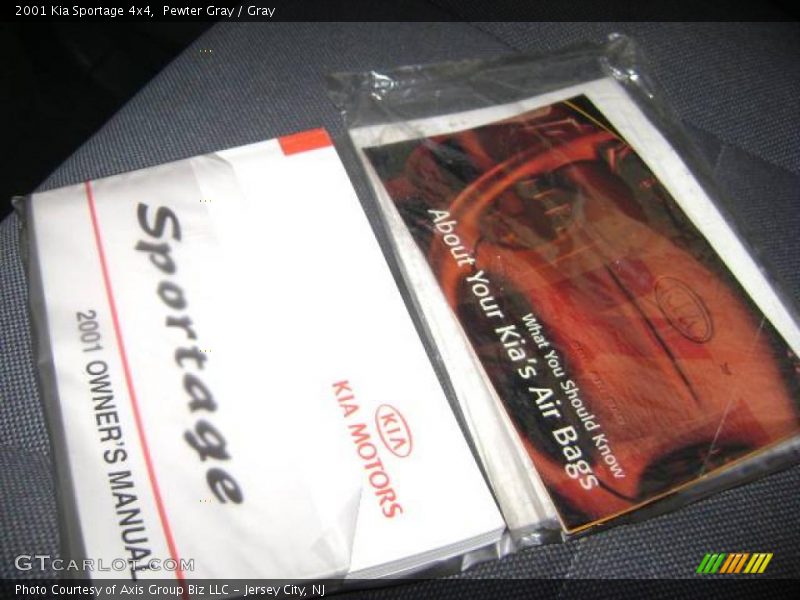 2001 Kia Sportage 4x4,  Pewter Gray / Gray
Sportage
2001 OWNER'S MANUAL
KIA
KIA MOTORS
What You Should Know
About Your Kia's Air Bags
KIA
GTCARLOT.COM
Photo Courtesy of Axis Group Biz LLC - Jersey City, NJ